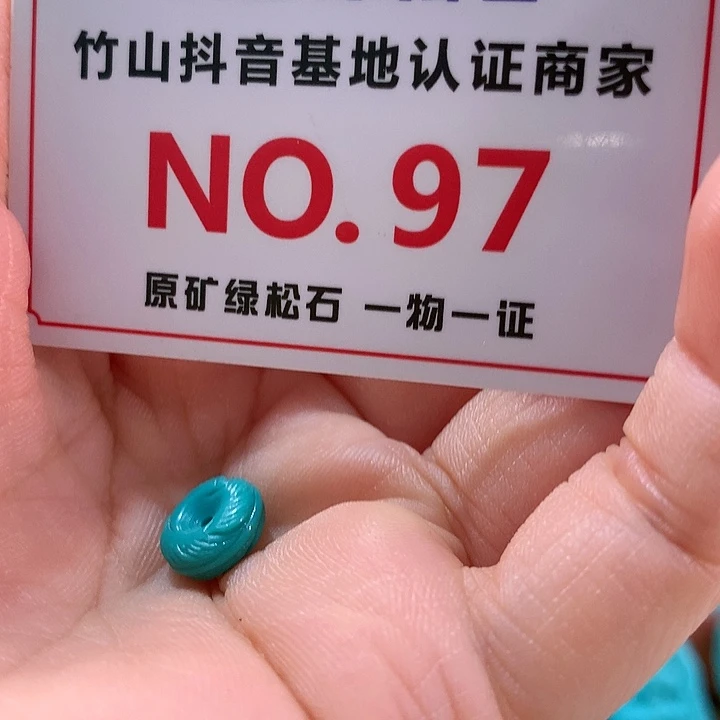 竹山抖音基地认证商家
NO. 97
原矿绿松石 一物一证